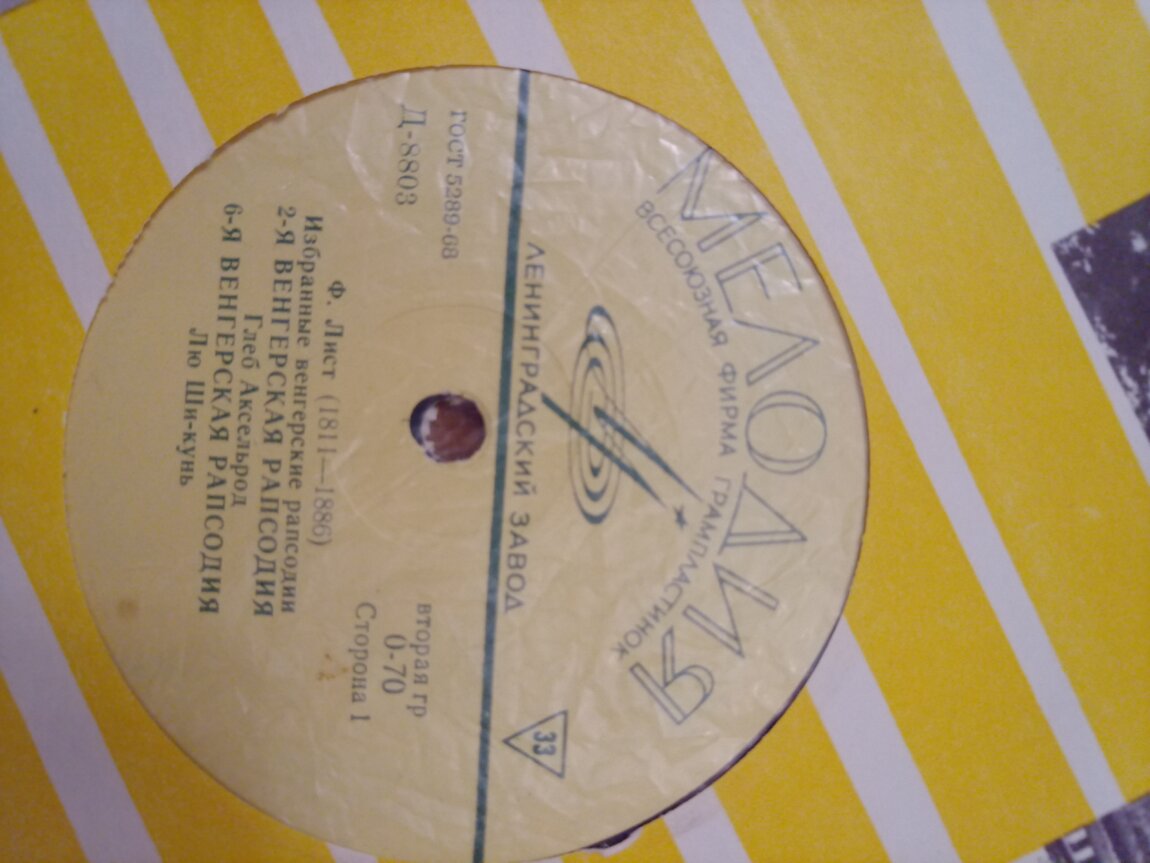 МЕЛОДИЯ
ВСЕСОЮЗНАЯ ФИРМА ГРАМПЛАСТИНОК
ЛЕНИНГРАДСКИЙ ЗАВОД
33
ГОСТ 5289-68
Д-8803
вторая гр
0-70
Сторона 1
Ф. Лист (1811—1886)
Избранные венгерские рапсодии
2-Я ВЕНГЕРСКАЯ РАПСОДИЯ
Глеб Аксельрод
6-Я ВЕНГЕРСКАЯ РАПСОДИЯ
Лю Ши-кунь